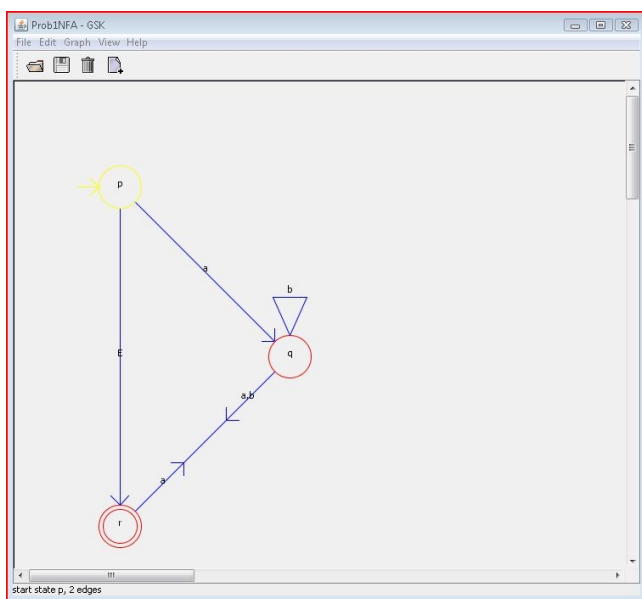 Prob1NFA - GSK
File Edit Graph View Help
p
a
b
E
q
a,b
a
r
start state p, 2 edges